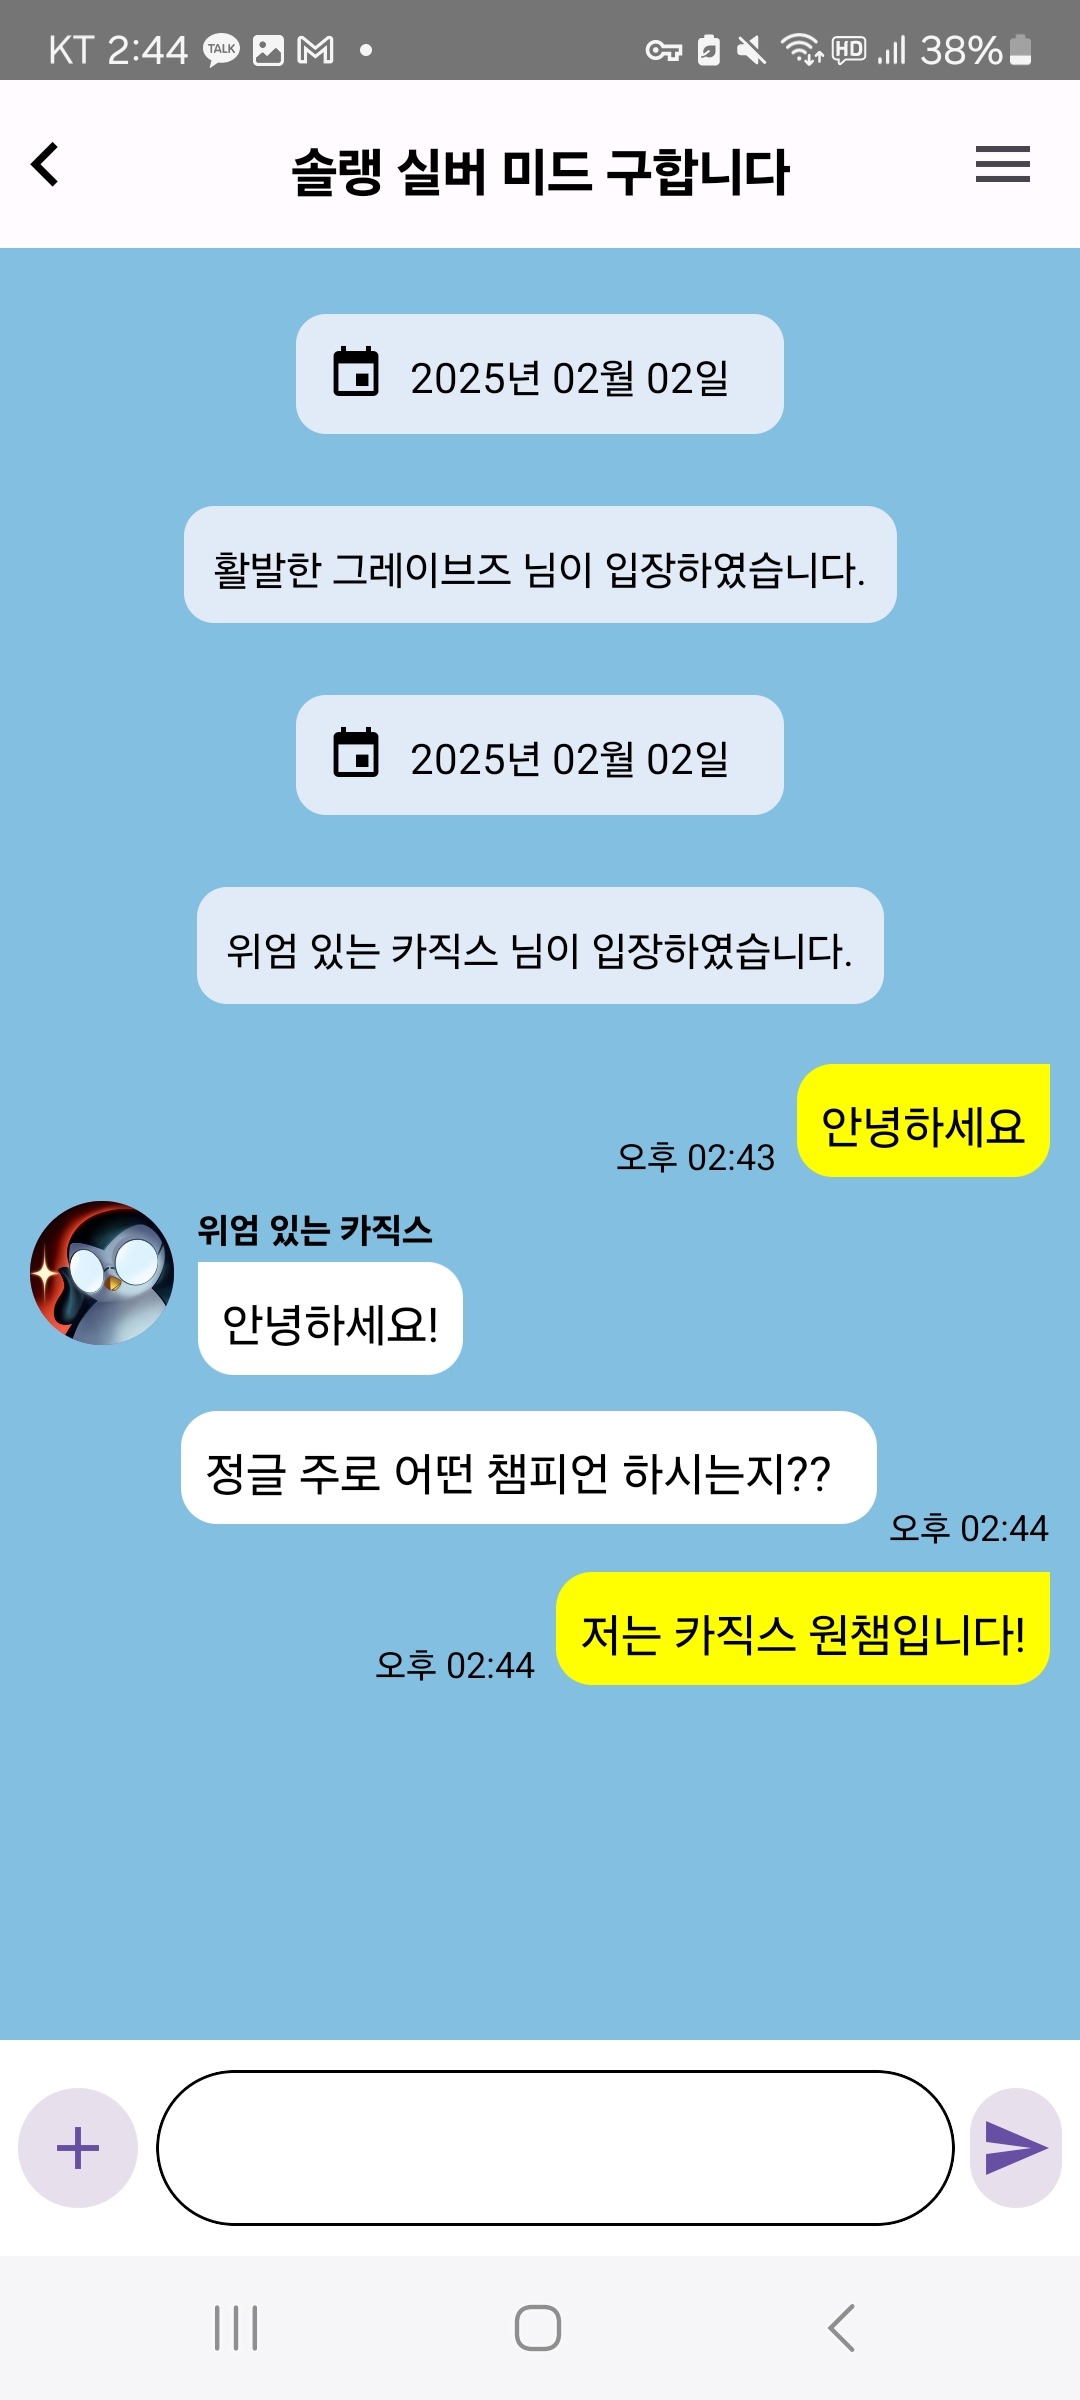 KT 2:44 TALK HD 38%
솔랭 실버 미드 구합니다
2025년 02월 02일
활발한 그레이브즈 님이 입장하였습니다.
2025년 02월 02일
위엄 있는 카직스 님이 입장하였습니다.
안녕하세요
오후 02:43
위엄 있는 카직스
안녕하세요!
정글 주로 어떤 챔피언 하시는지??
오후 02:44
저는 카직스 원챔입니다!
오후 02:44